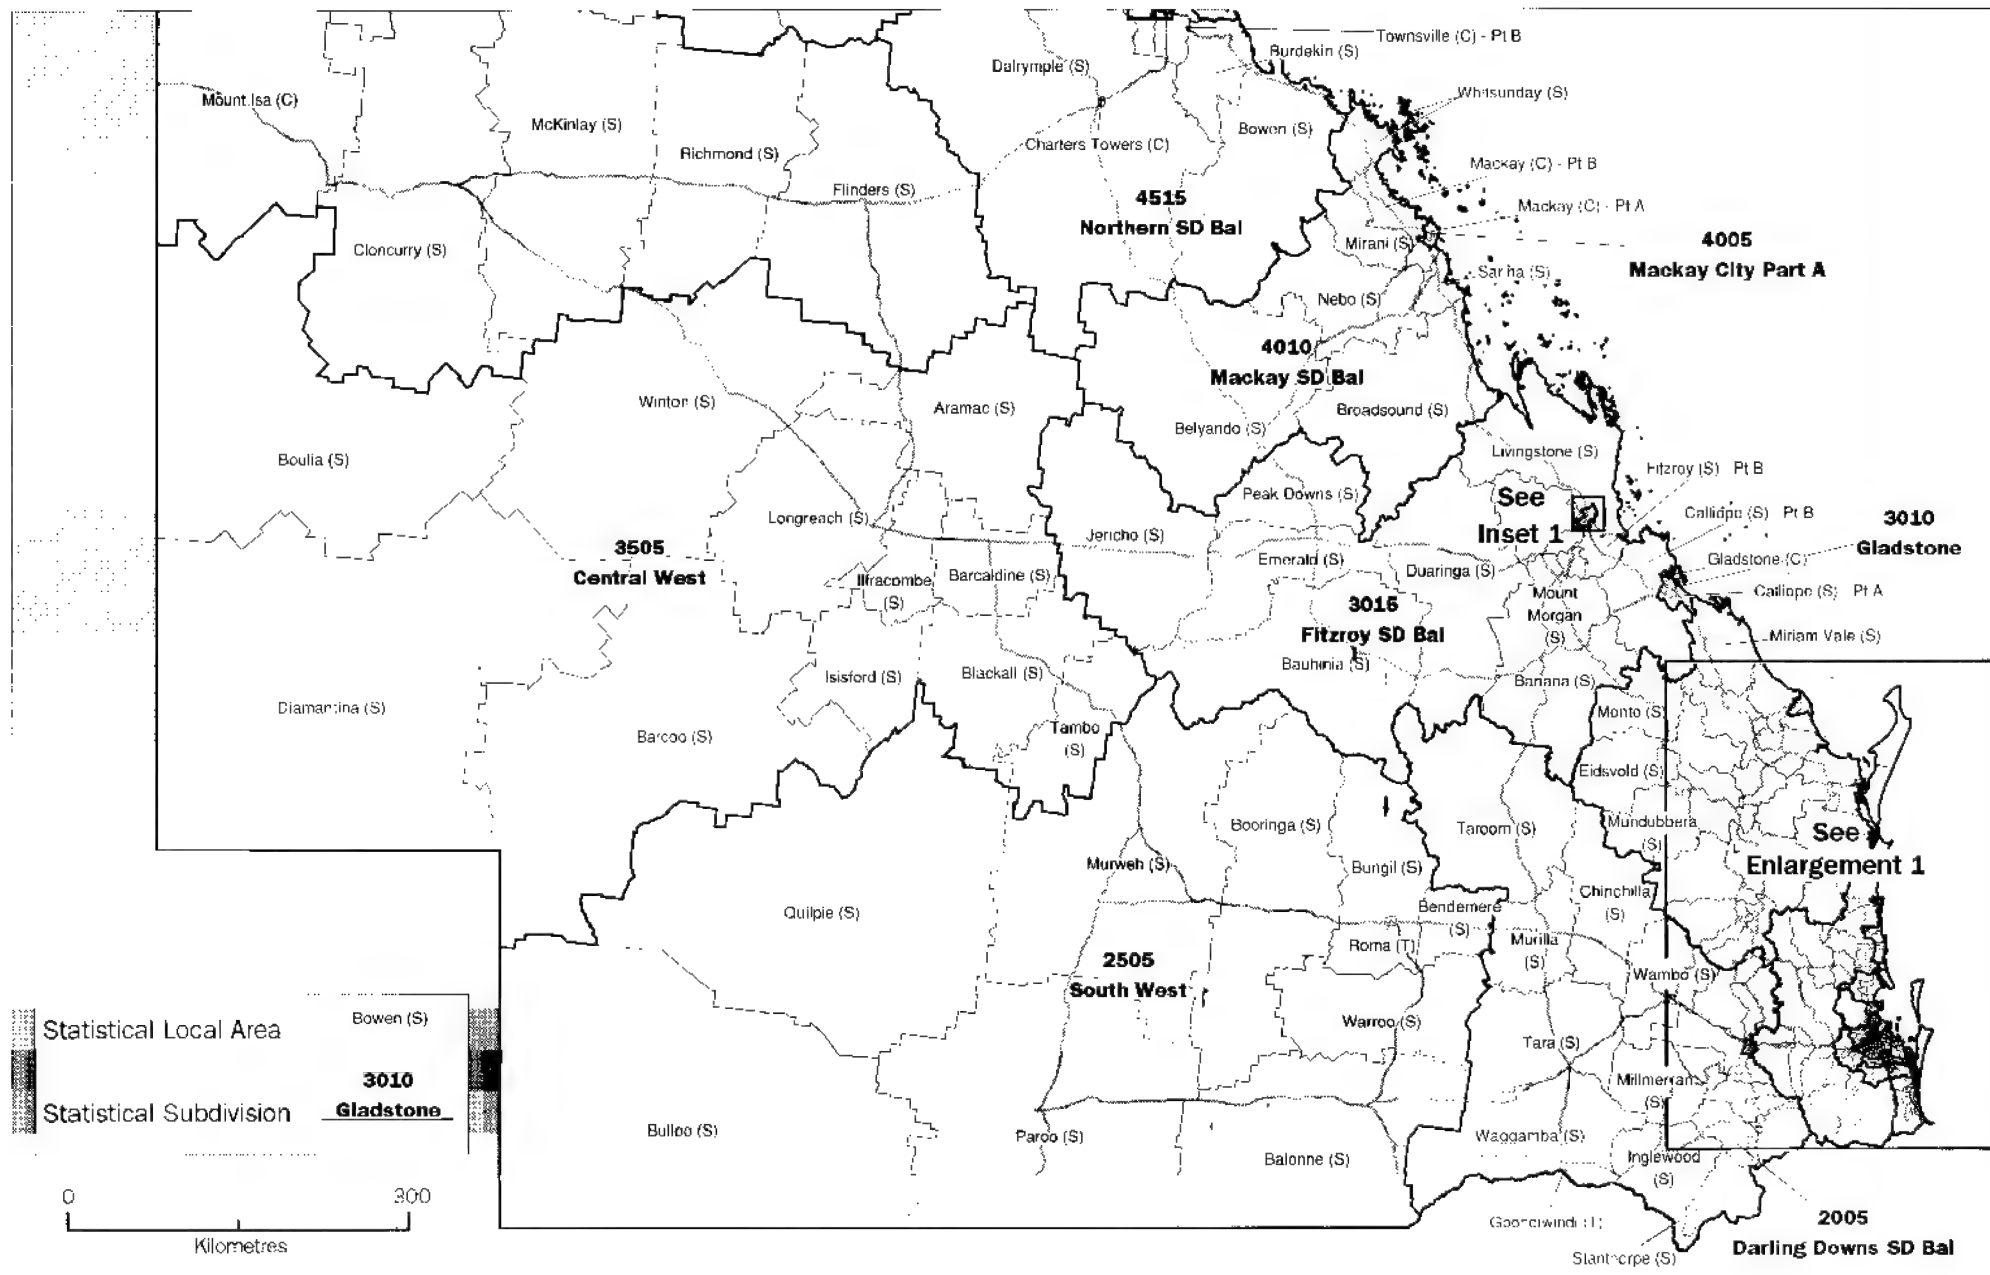 Townsville (C) - Pt B
Burdekin (S)
Dalrymple (S)
Whitsunday (S)
Mount Isa (C)
McKinlay (S)
Bowen (S)
Richmond (S)
Charters Towers (C)
Mackay (C) - Pt B
Flinders (S)
4515
Northern SD Bal
Mackay (C) - Pt A
Cloncurry (S)
Mirani (S)
4005
Mackay City Part A
Sarina (S)
Nebo (S)
4010
Mackay SD Bal
Winton (S)
Aramac (S)
Broadsound (S)
Belyando (S)
Boulia (S)
Livingstone (S)
Fitzroy (S) Pt B
Peak Downs (S)
See
Inset 1
Longreach (S)
Calliope (S) Pt B
3010
Gladstone
Jericho (S)
3505
Central West
Emerald (S)
Duaringa (S)
Gladstone (C)
Ilfracombe
(S)
Barcaldine (S)
Calliope (S) Pt A
Mount
Morgan
(S)
3015
Fitzroy SD Bal
Miriam Vale (S)
Bauhinia (S)
Isisford (S)
Blackall (S)
Banana (S)
Diamantina (S)
Monto (S)
Barcoo (S)
Tambo
(S)
Eidsvold (S)
Booringa (S)
Taroom (S)
Mundubbera
(S)
See
Enlargement 1
Murweh (S)
Bungil (S)
Chinchilla
(S)
Quilpie (S)
Bendemere
(S)
Roma (T)
Murilla
(S)
2505
South West
Wambo (S)
Warroo (S)
Tara (S)
Statistical Local Area
Bowen (S)
3010
Gladstone
Statistical Subdivision
Millmerran
(S)
Bulloo (S)
Paroo (S)
Waggamba (S)
Balonne (S)
Inglewood
(S)
0
300
Kilometres
Goondiwindi (T)
2005
Darling Downs SD Bal
Stanthorpe (S)